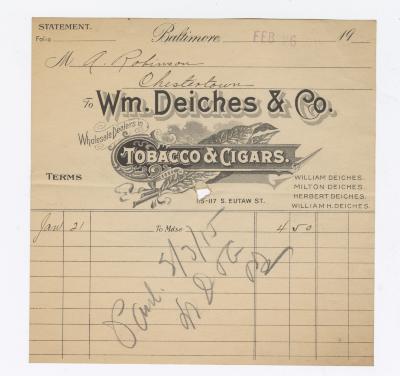 STATEMENT.
Folio Baltimore, FEB 19
M A. Robinson
Chestertown
To Wm. Deiches & Co.
Wholesale Dealers in
TOBACCO & CIGARS.
TERMS
WILLIAM DEICHES.
MILTON DEICHES.
HERBERT DEICHES.
WILLIAM H. DEICHES.
115-117 S. EUTAW ST.
Jan 21 To Mdse 4 50
Paid. 3/3/15